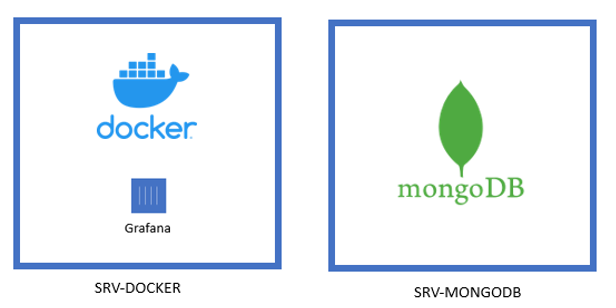 docker
Grafana
SRV-DOCKER
mongoDB
SRV-MONGODB